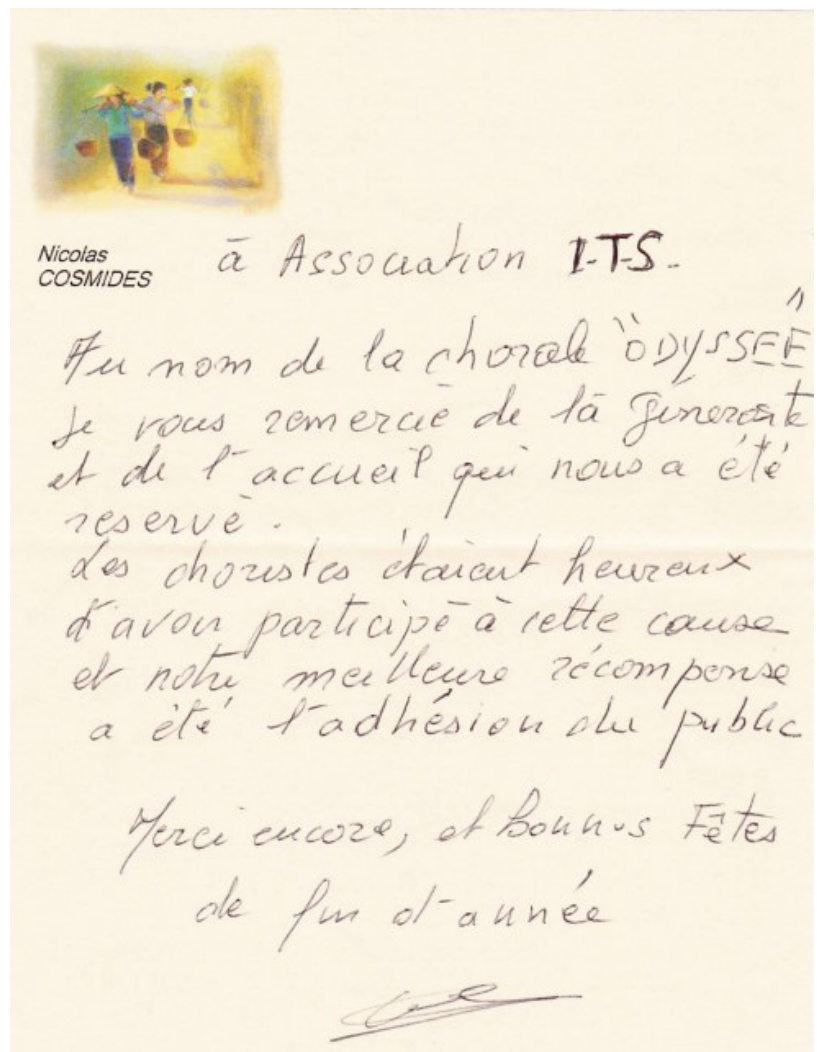 Nicolas
COSMIDES
à Association I.T.S.
Au nom de la chorale "ODYSSEE"
Je vous remercie de la générosité
et de l'accueil qui nous a été
reservé.
Les choristes étaient heureux
d'avoir participé à cette cause
et notre meilleure récompense
a été l'adhésion du public
Merci encore, et bonnes Fêtes
de fin d'année